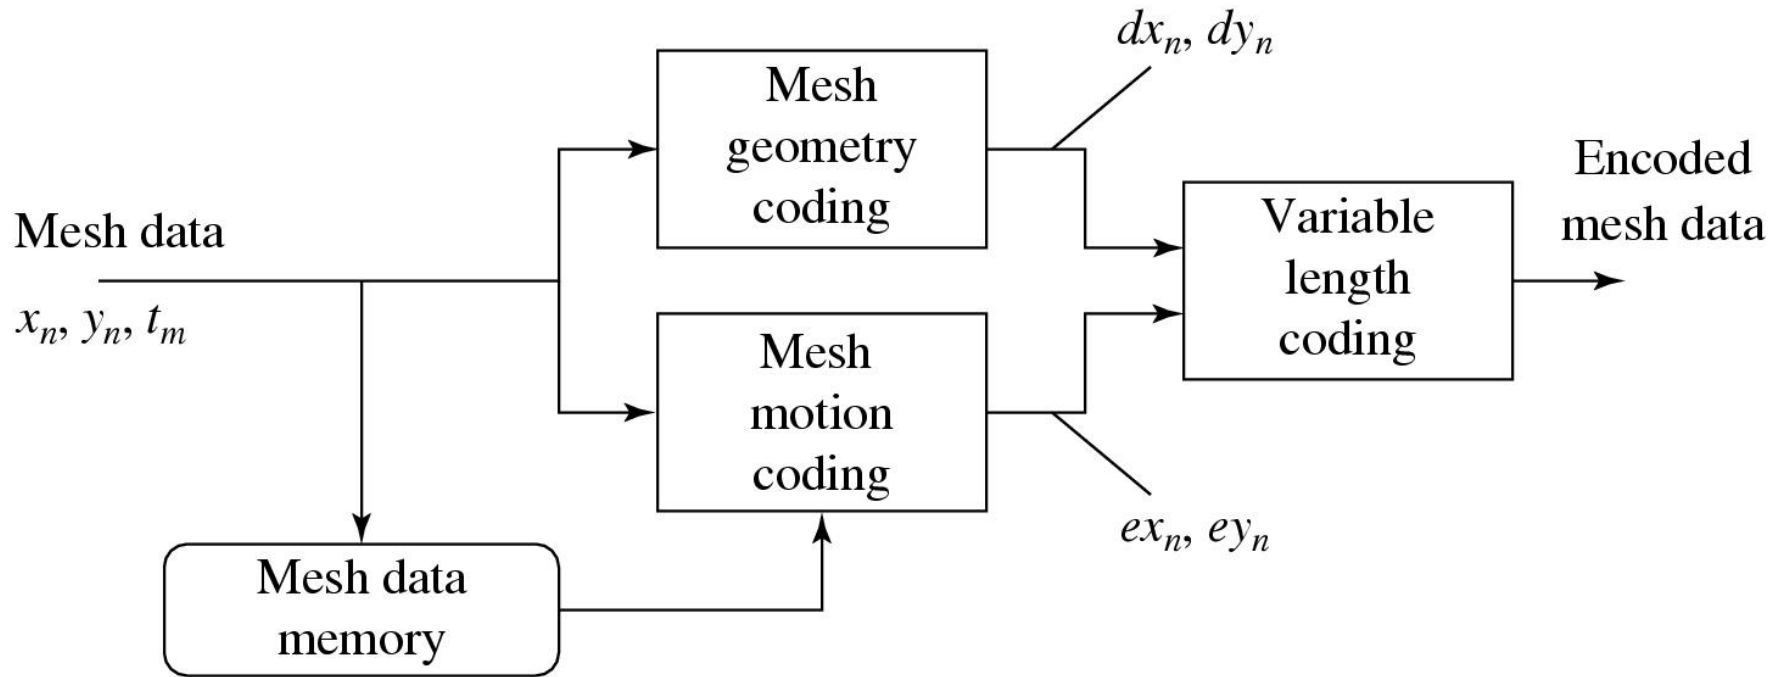 dxₙ, dyₙ
Mesh
geometry
coding
Encoded
mesh data
Mesh data
xₙ, yₙ, tₘ
Variable
length
coding
Mesh
motion
coding
exₙ, eyₙ
Mesh data
memory